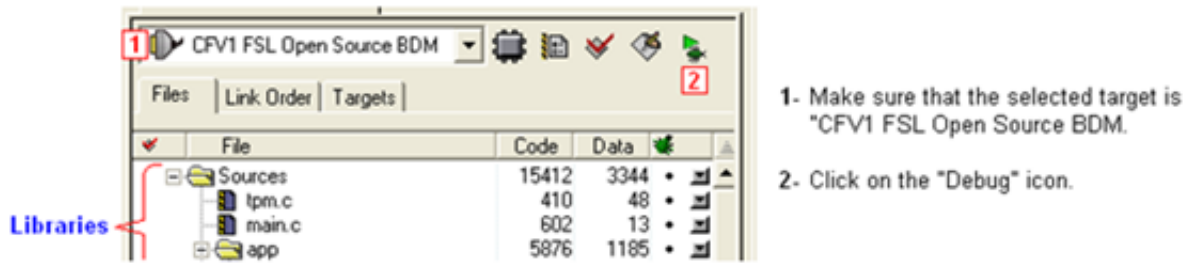 1 CFV1 FSL Open Source BDM
2
Files Link Order Targets
File Code Data
Sources 15412 3344
tpm.c 410 48
main.c 602 13
app 5876 1185
Libraries
1- Make sure that the selected target is
"CFV1 FSL Open Source BDM.
2- Click on the "Debug" icon.